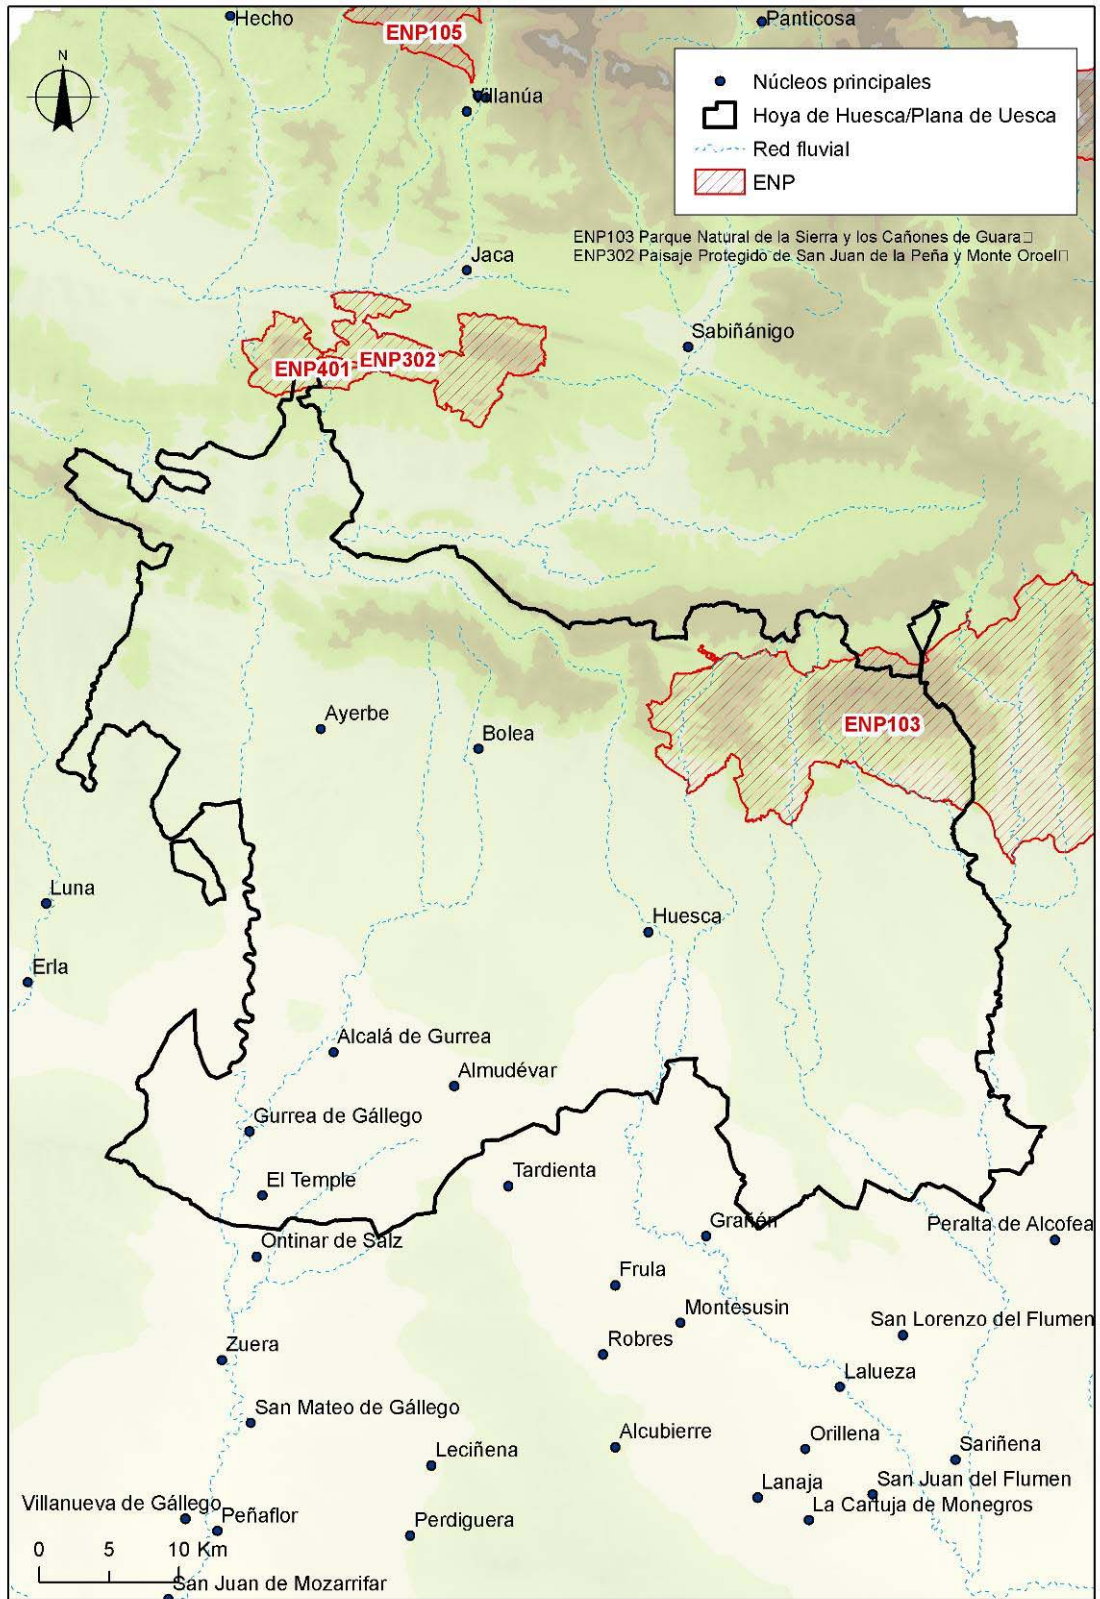 Hecho
ENP105
Panticosa
N
Villanúa
Núcleos principales
Hoya de Huesca/Plana de Uesca
Red fluvial
ENP
ENP103 Parque Natural de la Sierra y los Cañones de Guara□
ENP302 Paisaje Protegido de San Juan de la Peña y Monte Oroel□
Jaca
Sabiñánigo
ENP401
ENP302
ENP103
Ayerbe
Bolea
Luna
Huesca
Erla
Alcalá de Gurrea
Almudévar
Gurrea de Gállego
El Temple
Tardienta
Grañén
Peralta de Alcofea
Ontinar de Salz
Frula
Montesusin
San Lorenzo del Flumen
Robres
Zuera
Lalueza
San Mateo de Gállego
Alcubierre
Orillena
Sariñena
Leciñena
Lanaja
San Juan del Flumen
La Cartuja de Monegros
Villanueva de Gállego
Peñaflor
Perdiguera
0 5 10 Km
San Juan de Mozarrifar